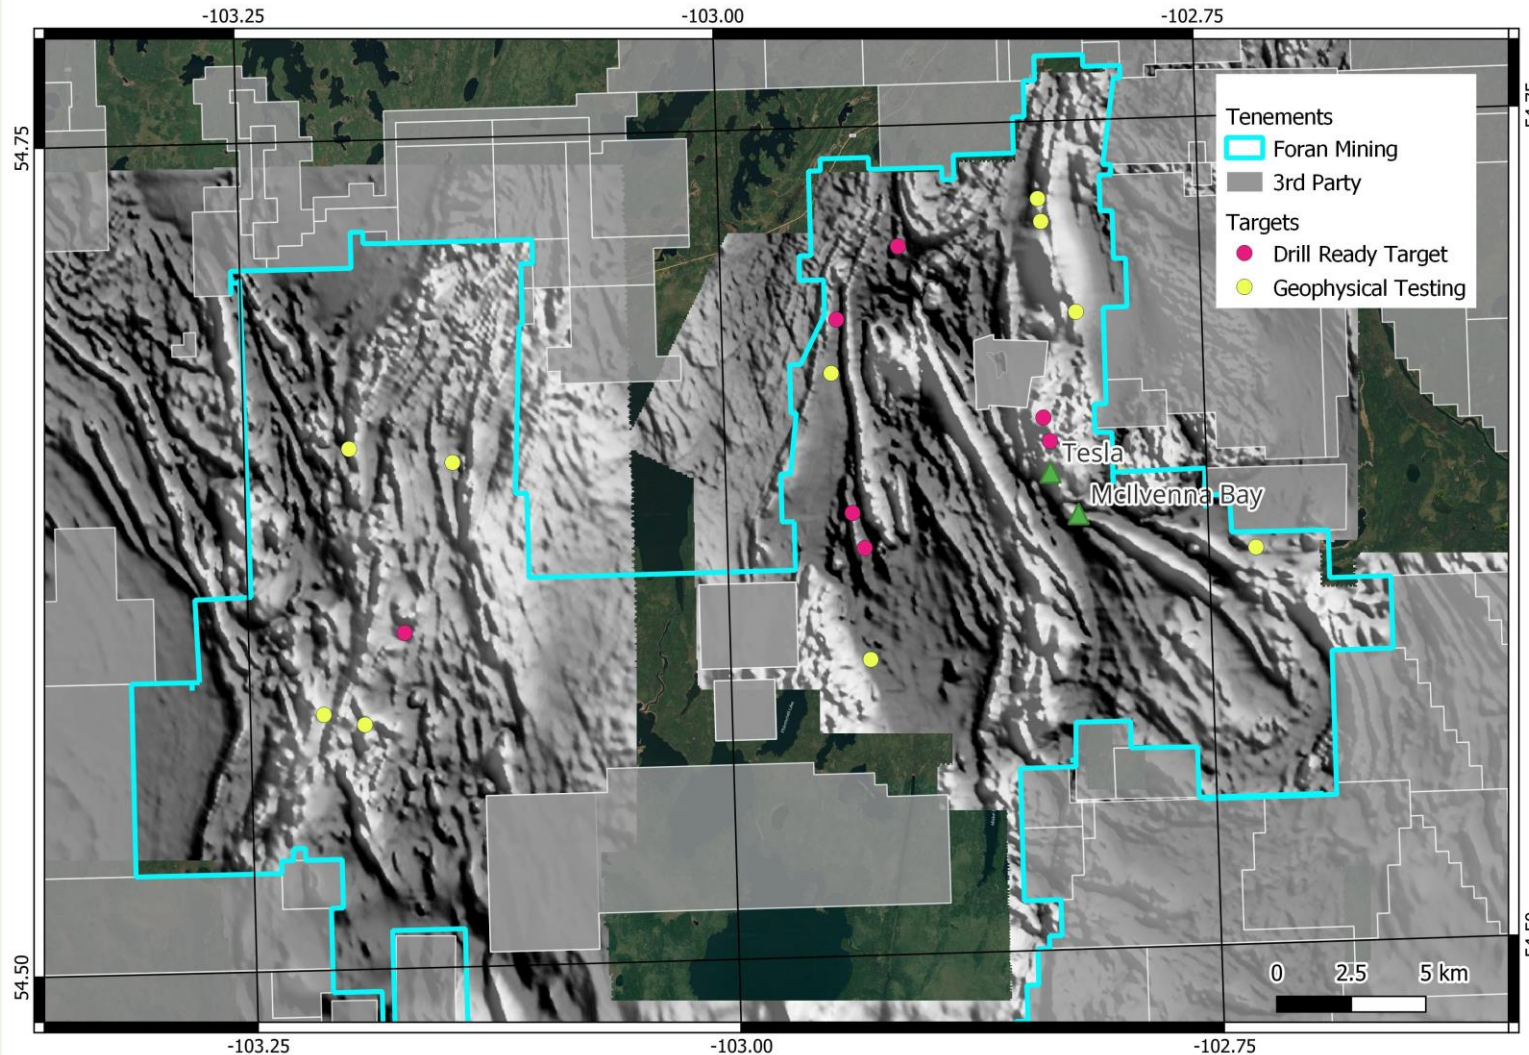 -103.25
-103.00
-102.75
54.75
Tenements
Foran Mining
3rd Party
Targets
Drill Ready Target
Geophysical Testing
Tesla
McIlvenna Bay
54.50
0
2.5
5 km
-103.25
-103.00
-102.75